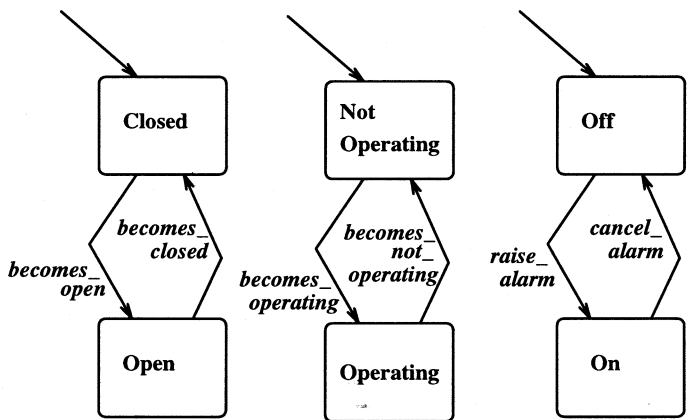 Closed
Not
Operating
Off
becomes_
closed
becomes_
open
becomes_
not_
operating
becomes_
operating
cancel_
alarm
raise_
alarm
Open
Operating
On